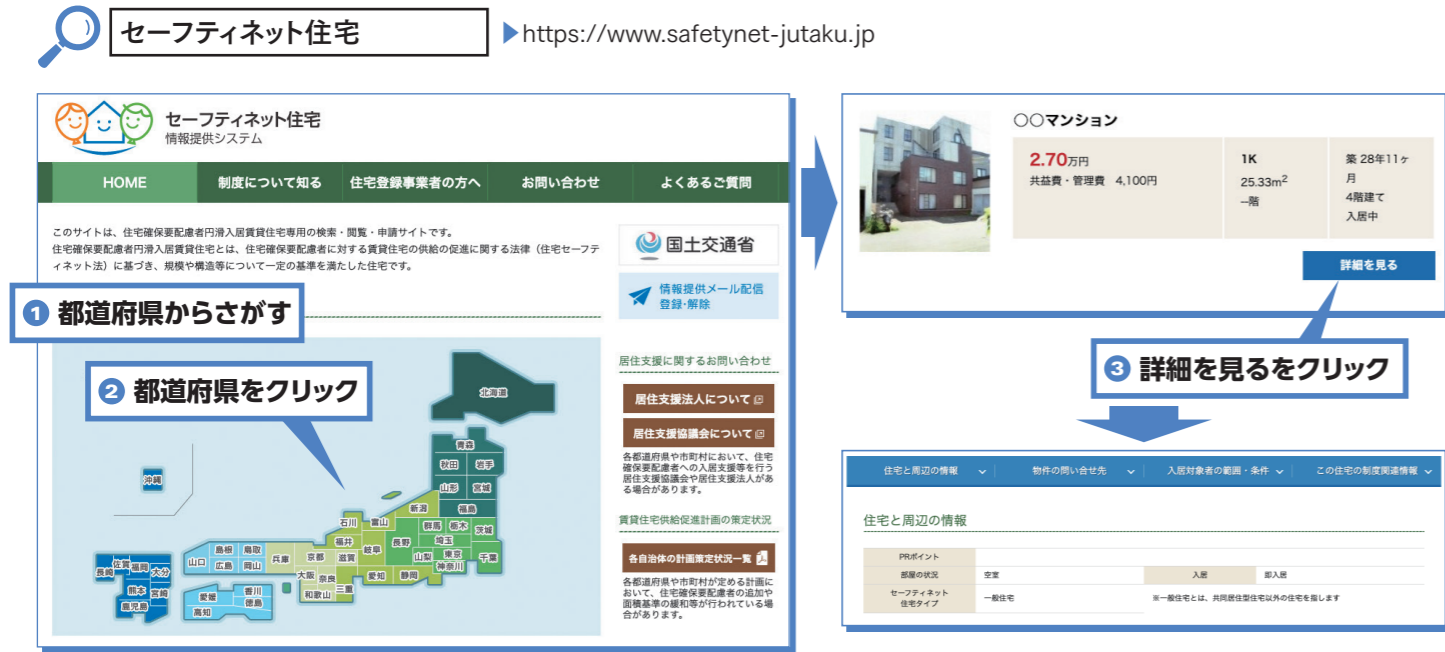 セーフティネット住宅
https://www.safetynet-jutaku.jp
セーフティネット住宅
情報提供システム
HOME
制度について知る
住宅登録事業者の方へ
お問い合わせ
よくあるご質問
このサイトは、住宅確保要配慮者円滑入居賃貸住宅専用の検索・閲覧・申請サイトです。
住宅確保要配慮者円滑入居賃貸住宅とは、住宅確保要配慮者に対する賃貸住宅の供給の促進に関する法律（住宅セーフテ
ィネット法）に基づき、規模や構造等について一定の基準を満たした住宅です。
国土交通省
情報提供メール配信
登録・解除
❶ 都道府県からさがす
❷ 都道府県をクリック
北海道
青森
秋田
岩手
山形
宮城
新潟
福島
石川
富山
群馬
栃木
茨城
福井
岐阜
長野
埼玉
山梨
東京
千葉
神奈川
静岡
愛知
滋賀
三重
京都
奈良
大阪
和歌山
兵庫
鳥取
島根
岡山
広島
山口
香川
徳島
愛媛
高知
福岡
佐賀
長崎
大分
熊本
宮崎
鹿児島
沖縄
居住支援に関するお問い合わせ
居住支援法人について
居住支援協議会について
各都道府県や市町村において、住宅
確保要配慮者への入居支援等を行う
居住支援協議会や居住支援法人があ
る場合があります。
賃貸住宅供給促進計画の策定状況
各自治体の計画策定状況一覧
各都道府県や市町村が定める計画に
おいて、住宅確保要配慮者の追加や
面積基準の緩和等が行われている場
合があります。
○○マンション
2.70万円
共益費・管理費 4,100円
1K
25.33m²
--階
築 28年11ヶ
月
4階建て
入居中
詳細を見る
❸ 詳細を見るをクリック
住宅と周辺の情報
物件の問い合せ先
入居対象者の範囲・条件
この住宅の制度関連情報
住宅と周辺の情報
PRポイント
部屋の状況
空室
入居
即入居
セーフティネット
住宅タイプ
一般住宅
※一般住宅とは、共同居住型住宅以外の住宅を指します